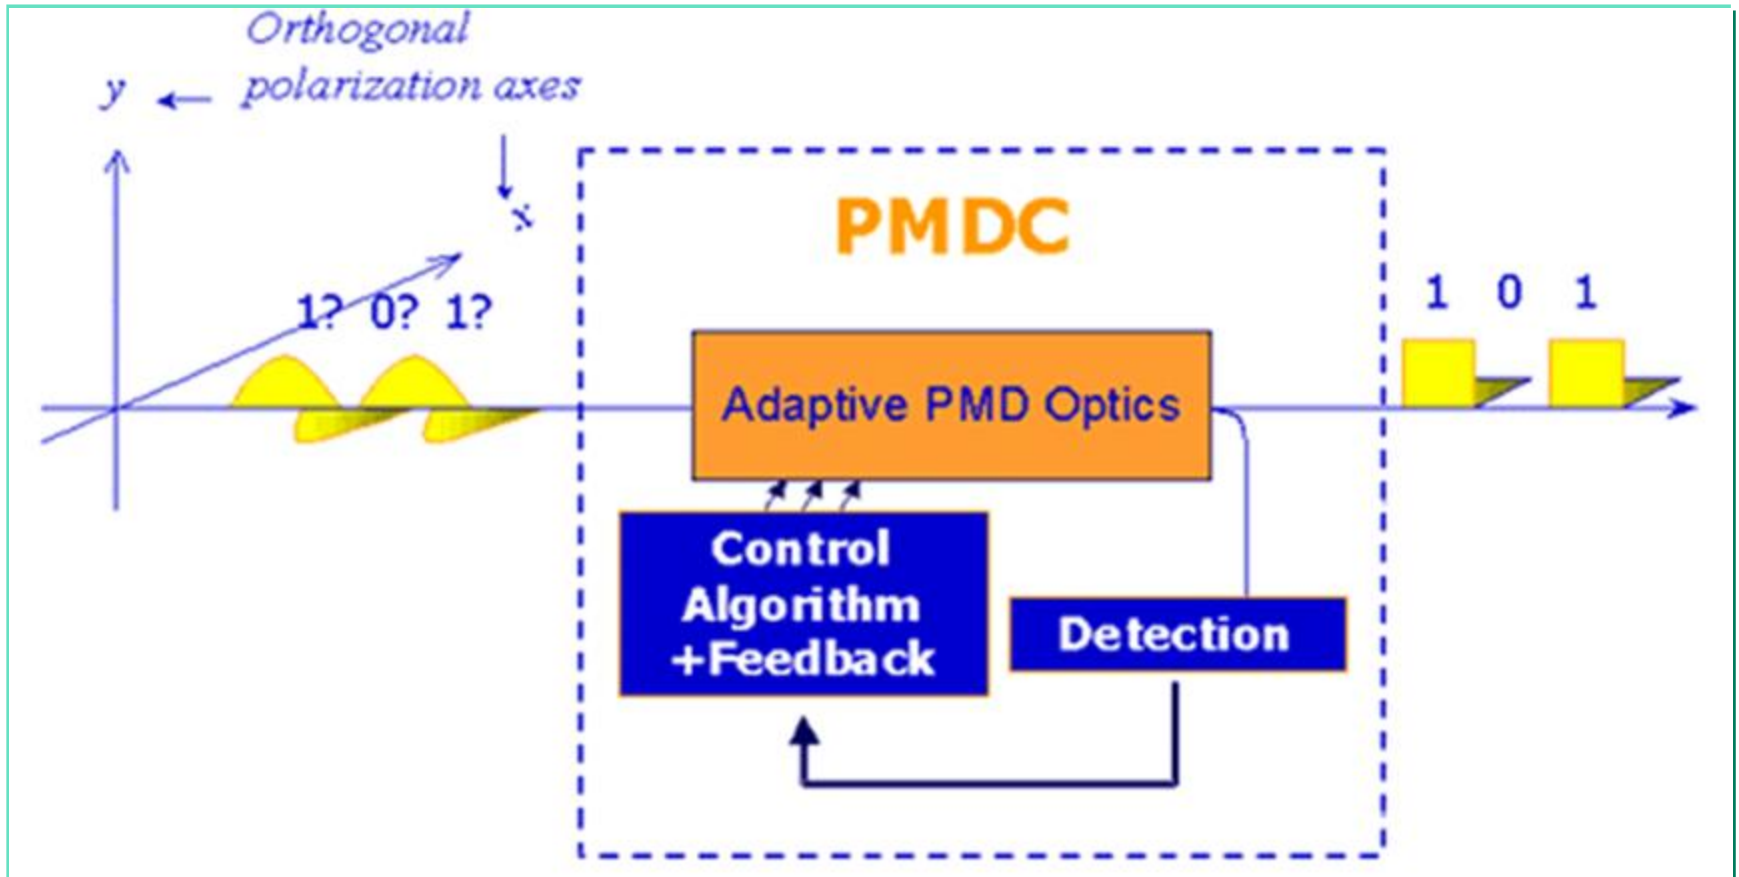 Orthogonal
y ← polarization axes
x
PMDC
1? 0? 1?
1 0 1
Adaptive PMD Optics
Control
Algorithm
+Feedback
Detection